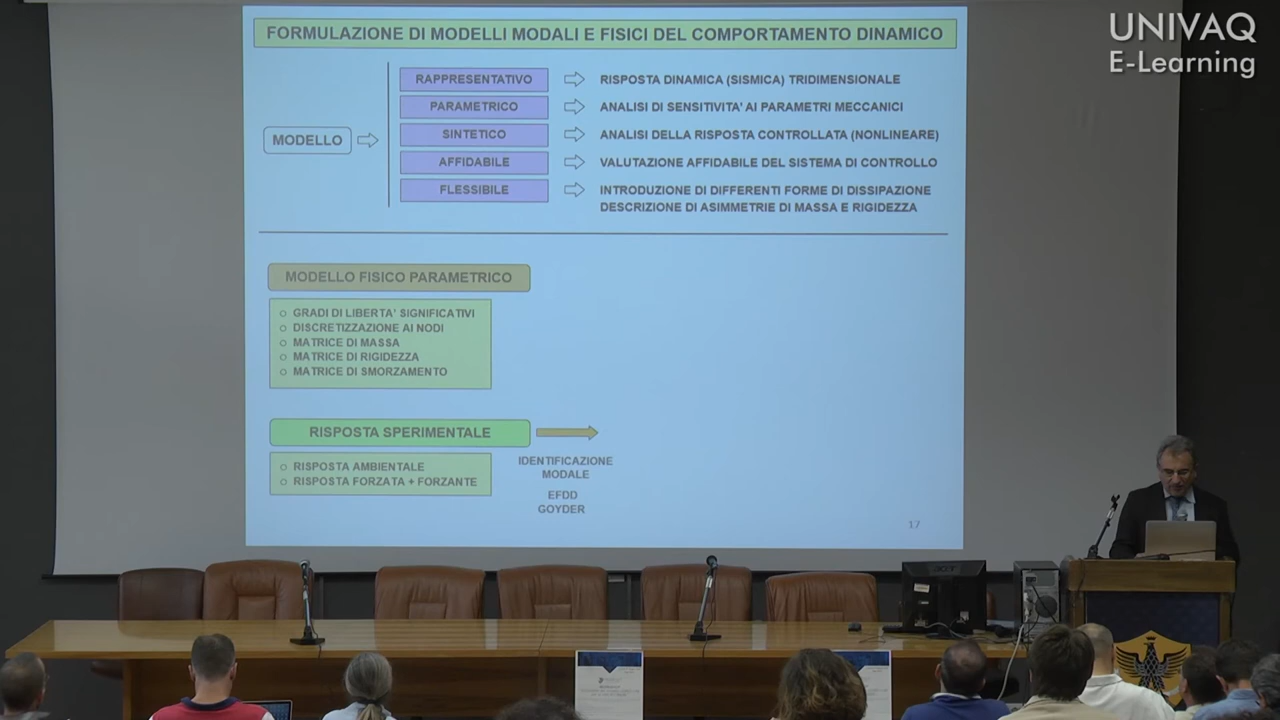 UNIVAQ
E-Learning
FORMULAZIONE DI MODELLI MODALI E FISICI DEL COMPORTAMENTO DINAMICO
MODELLO
RAPPRESENTATIVO
RISPOSTA DINAMICA (SISMICA) TRIDIMENSIONALE
PARAMETRICO
ANALISI DI SENSITIVITA' AI PARAMETRI MECCANICI
SINTETICO
ANALISI DELLA RISPOSTA CONTROLLATA (NONLINEARE)
AFFIDABILE
VALUTAZIONE AFFIDABILE DEL SISTEMA DI CONTROLLO
FLESSIBILE
INTRODUZIONE DI DIFFERENTI FORME DI DISSIPAZIONE
DESCRIZIONE DI ASIMMETRIE DI MASSA E RIGIDEZZA
MODELLO FISICO PARAMETRICO
GRADI DI LIBERTA' SIGNIFICATIVI
DISCRETIZZAZIONE AI NODI
MATRICE DI MASSA
MATRICE DI RIGIDEZZA
MATRICE DI SMORZAMENTO
RISPOSTA SPERIMENTALE
RISPOSTA AMBIENTALE
RISPOSTA FORZATA + FORZANTE
IDENTIFICAZIONE
MODALE
EFDD
GOYDER
17